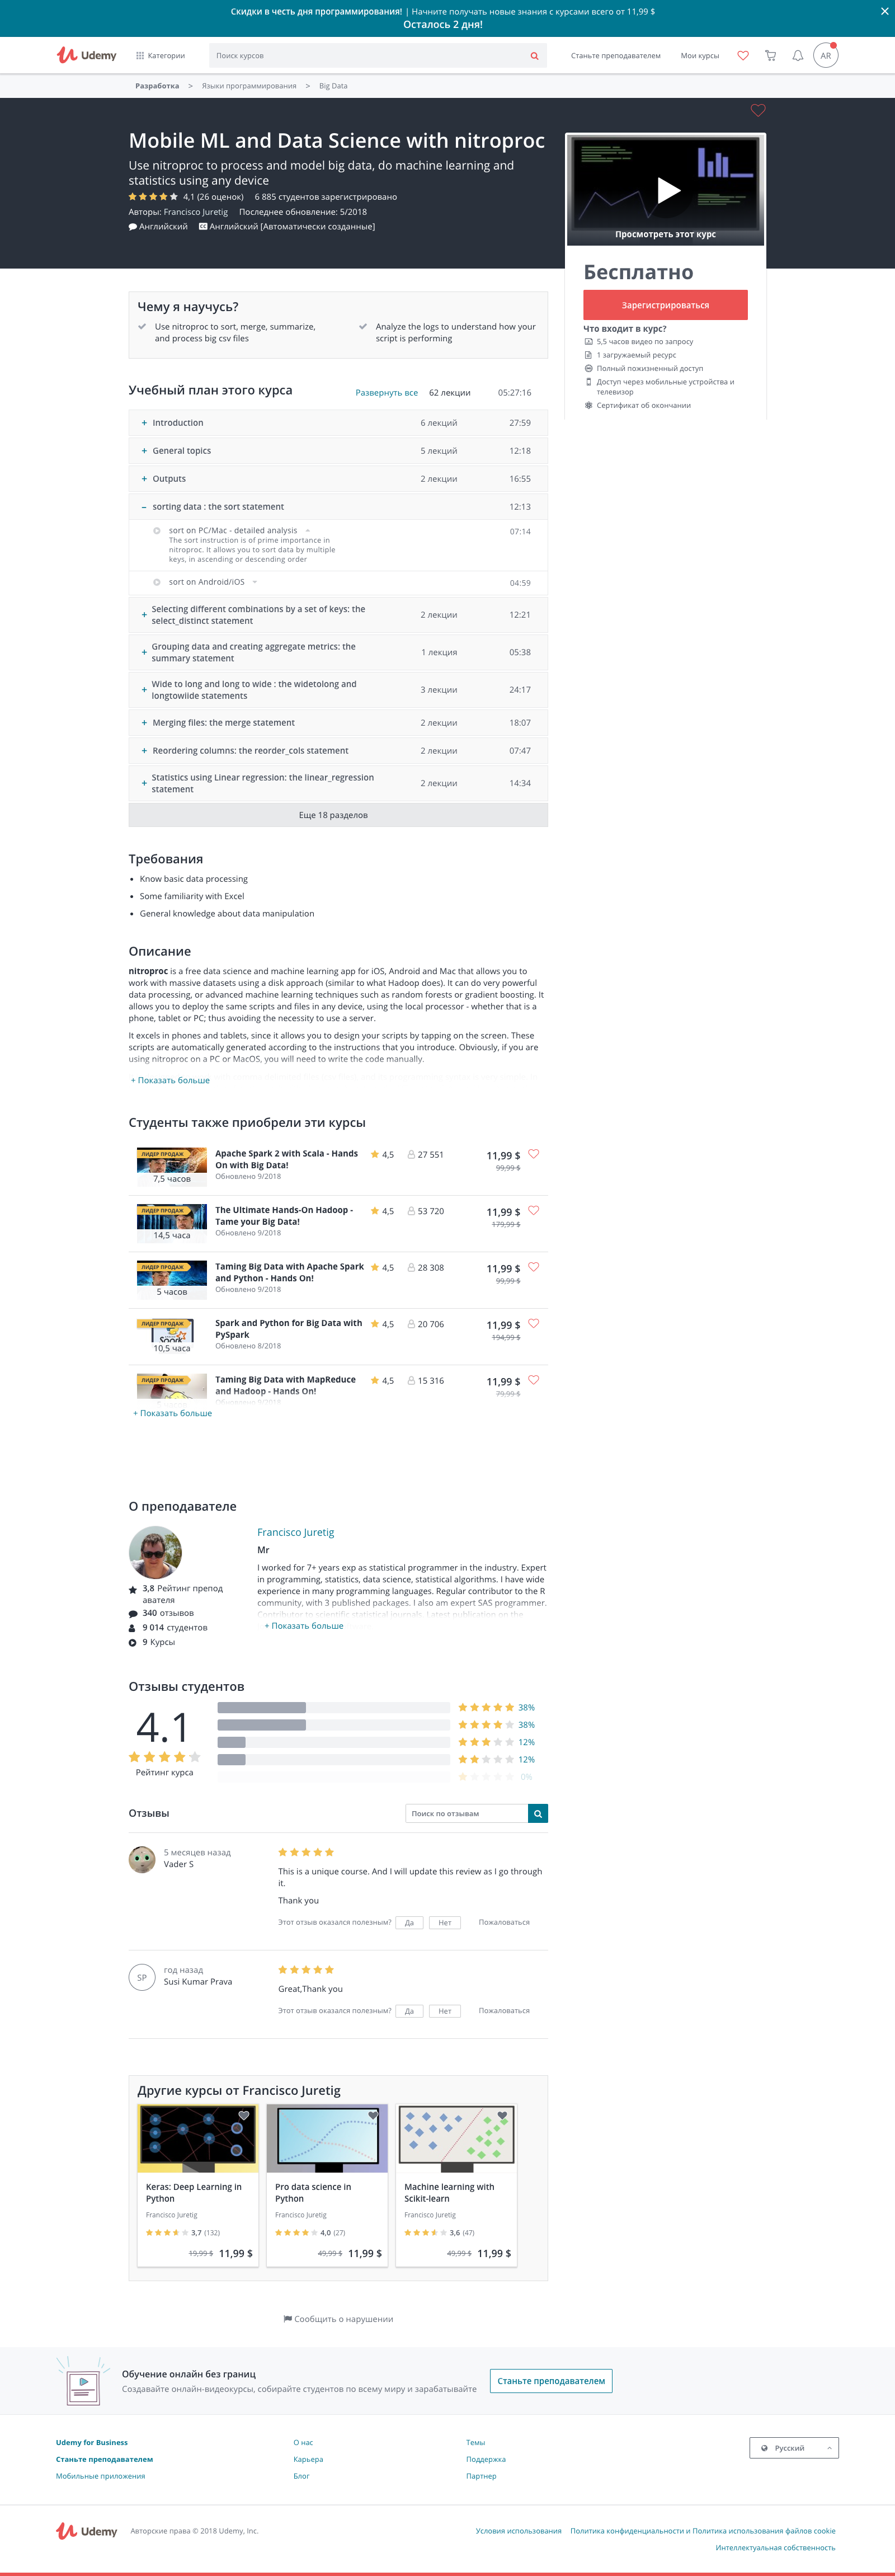 Скидки в честь дня программирования! | Начните получать новые знания с курсами всего от 11,99 $
Осталось 2 дня!
Udemy
Категории
Поиск курсов
Станьте преподавателем
Мои курсы
AR
Разработка > Языки программирования > Big Data
Mobile ML and Data Science with nitroproc
Use nitroproc to process and model big data, do machine learning and
statistics using any device
4,1 (26 оценок) 6 885 студентов зарегистрировано
Авторы: Francisco Juretig Последнее обновление: 5/2018
Английский Английский [Автоматически созданные]
Просмотреть этот курс
Бесплатно
Зарегистрироваться
Что входит в курс?
5,5 часов видео по запросу
1 загружаемый ресурс
Полный пожизненный доступ
Доступ через мобильные устройства и
телевизор
Сертификат об окончании
Чему я научусь?
Use nitroproc to sort, merge, summarize,
and process big csv files
Analyze the logs to understand how your
script is performing
Учебный план этого курса
Развернуть все 62 лекции 05:27:16
+ Introduction 6 лекций 27:59
+ General topics 5 лекций 12:18
+ Outputs 2 лекции 16:55
– sorting data : the sort statement 12:13
sort on PC/Mac - detailed analysis 07:14
The sort instruction is of prime importance in
nitroproc. It allows you to sort data by multiple
keys, in ascending or descending order
sort on Android/iOS 04:59
Selecting different combinations by a set of keys: the
select_distinct statement
+ 2 лекции 12:21
Grouping data and creating aggregate metrics: the
summary statement
+ 1 лекция 05:38
Wide to long and long to wide : the widetolong and
longtowiide statements
+ 3 лекции 24:17
+ Merging files: the merge statement 2 лекции 18:07
+ Reordering columns: the reorder_cols statement 2 лекции 07:47
Statistics using Linear regression: the linear_regression
statement
+ 2 лекции 14:34
Еще 18 разделов
Требования
• Know basic data processing
• Some familiarity with Excel
• General knowledge about data manipulation
Описание
nitroproc is a free data science and machine learning app for iOS, Android and Mac that allows you to
work with massive datasets using a disk approach (similar to what Hadoop does). It can do very powerful
data processing, or advanced machine learning techniques such as random forests or gradient boosting. It
allows you to deploy the same scripts and files in any device, using the local processor - whether that is a
phone, tablet or PC; thus avoiding the necessity to use a server.
It excels in phones and tablets, since it allows you to design your scripts by tapping on the screen. These
scripts are automatically generated according to the instructions that you introduce. Obviously, if you are
using nitroproc on a PC or MacOS, you will need to write the code manually.
+ Показать больше
Студенты также приобрели эти курсы
ЛИДЕР ПРОДАЖ
7,5 часов
Apache Spark 2 with Scala - Hands
On with Big Data!
Обновлено 9/2018
4,5 27 551 11,99 $
99,99 $
ЛИДЕР ПРОДАЖ
14,5 часа
The Ultimate Hands-On Hadoop -
Tame your Big Data!
Обновлено 9/2018
4,5 53 720 11,99 $
179,99 $
ЛИДЕР ПРОДАЖ
5 часов
Taming Big Data with Apache Spark
and Python - Hands On!
Обновлено 9/2018
4,5 28 308 11,99 $
99,99 $
ЛИДЕР ПРОДАЖ
10,5 часа
Spark and Python for Big Data with
PySpark
Обновлено 8/2018
4,5 20 706 11,99 $
194,99 $
ЛИДЕР ПРОДАЖ
Taming Big Data with MapReduce
and Hadoop - Hands On!
4,5 15 316 11,99 $
79,99 $
+ Показать больше
О преподавателе
3,8 Рейтинг препод
авателя
340 отзывов
9 014 студентов
9 Курсы
Francisco Juretig
Mr
I worked for 7+ years exp as statistical programmer in the industry. Expert
in programming, statistics, data science, statistical algorithms. I have wide
experience in many programming languages. Regular contributor to the R
community, with 3 published packages. I also am expert SAS programmer.
Contributor to scientific statistical journals. Latest publication on the
+ Показать больше
Отзывы студентов
4.1
Рейтинг курса
38%
38%
12%
12%
0%
Отзывы
Поиск по отзывам
5 месяцев назад
Vader S
This is a unique course. And I will update this review as I go through
it.
Thank you
Этот отзыв оказался полезным? Да Нет Пожаловаться
SP
год назад
Susi Kumar Prava
Great,Thank you
Этот отзыв оказался полезным? Да Нет Пожаловаться
Другие курсы от Francisco Juretig
Keras: Deep Learning in
Python
Francisco Juretig
3,7 (132)
19,99 $ 11,99 $
Pro data science in
Python
Francisco Juretig
4,0 (27)
49,99 $ 11,99 $
Machine learning with
Scikit-learn
Francisco Juretig
3,6 (47)
49,99 $ 11,99 $
Сообщить о нарушении
Обучение онлайн без границ
Создавайте онлайн-видеокурсы, собирайте студентов по всему миру и зарабатывайте
Станьте преподавателем
Udemy for Business
Станьте преподавателем
Мобильные приложения
О нас
Карьера
Блог
Темы
Поддержка
Партнер
Русский
Udemy
Авторские права © 2018 Udemy, Inc.
Условия использования Политика конфиденциальности и Политика использования файлов cookie
Интеллектуальная собственность